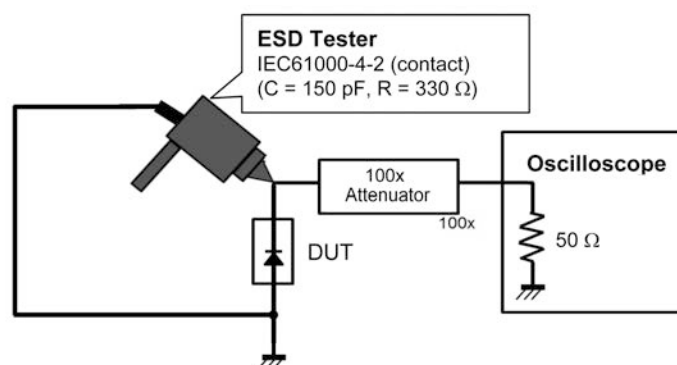 ESD Tester
IEC61000-4-2 (contact)
(C = 150 pF, R = 330 Ω)
100x
Attenuator
100x
Oscilloscope
50 Ω
DUT